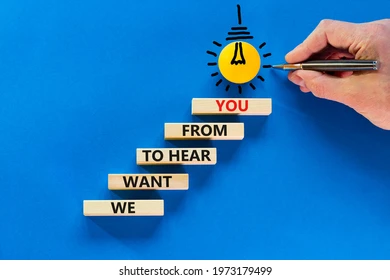 WE
WANT
TO HEAR
FROM
YOU
shutterstock.com · 1973179499